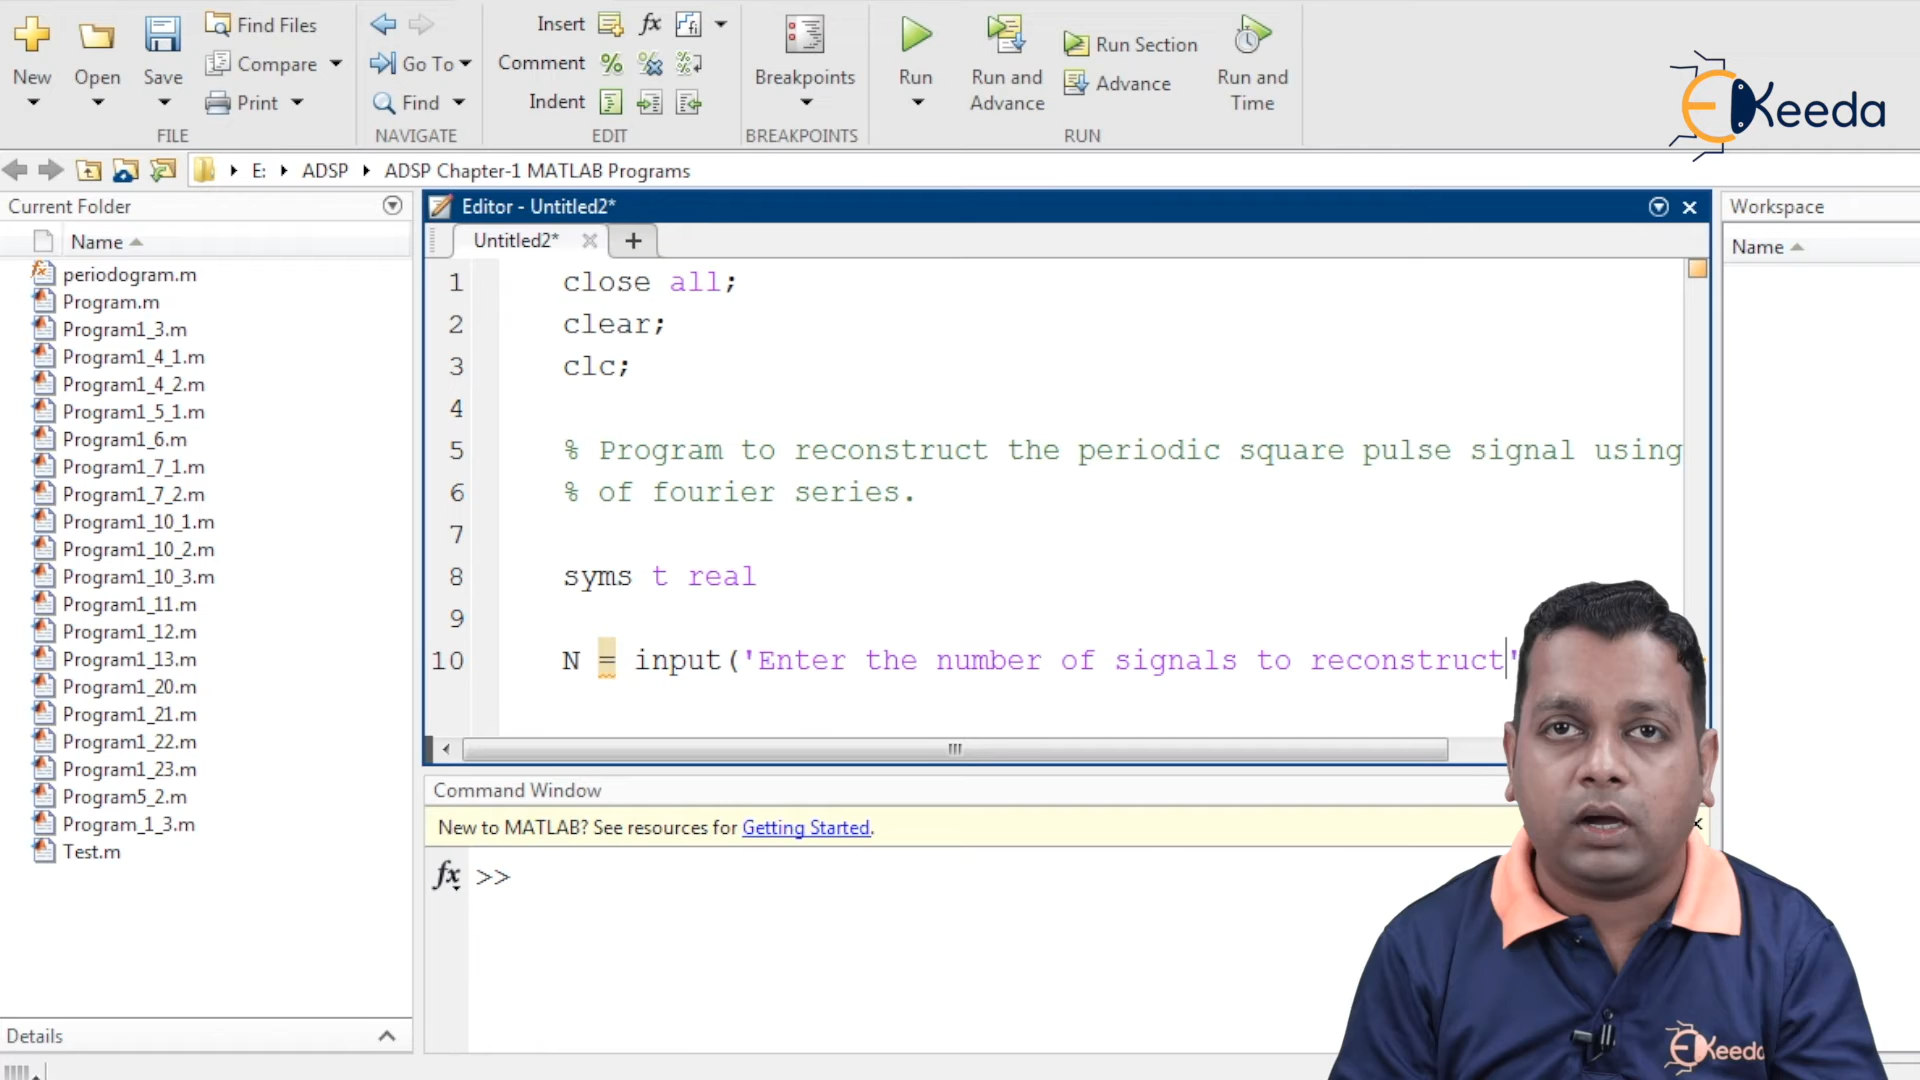 New
Open
Save
Find Files
Compare
Print
FILE
Go To
Find
NAVIGATE
Insert fx
Comment
Indent
EDIT
Breakpoints
BREAKPOINTS
Run
Run and Advance
Run Section
Advance
Run and Time
RUN
EKeeda
E: ▸ ADSP ▸ ADSP Chapter-1 MATLAB Programs
Current Folder
Name
periodogram.m
Program.m
Program1_3.m
Program1_4_1.m
Program1_4_2.m
Program1_5_1.m
Program1_6.m
Program1_7_1.m
Program1_7_2.m
Program1_10_1.m
Program1_10_2.m
Program1_10_3.m
Program1_11.m
Program1_12.m
Program1_13.m
Program1_20.m
Program1_21.m
Program1_22.m
Program1_23.m
Program5_2.m
Program_1_3.m
Test.m
Details
Editor - Untitled2*
Untitled2*
1 close all;
2 clear;
3 clc;
4
5 % Program to reconstruct the periodic square pulse signal using
6 % of fourier series.
7
8 syms t real
9
10 N = input('Enter the number of signals to reconstruct'
Command Window
New to MATLAB? See resources for Getting Started.
fx >>
Workspace
Name
EKeeda